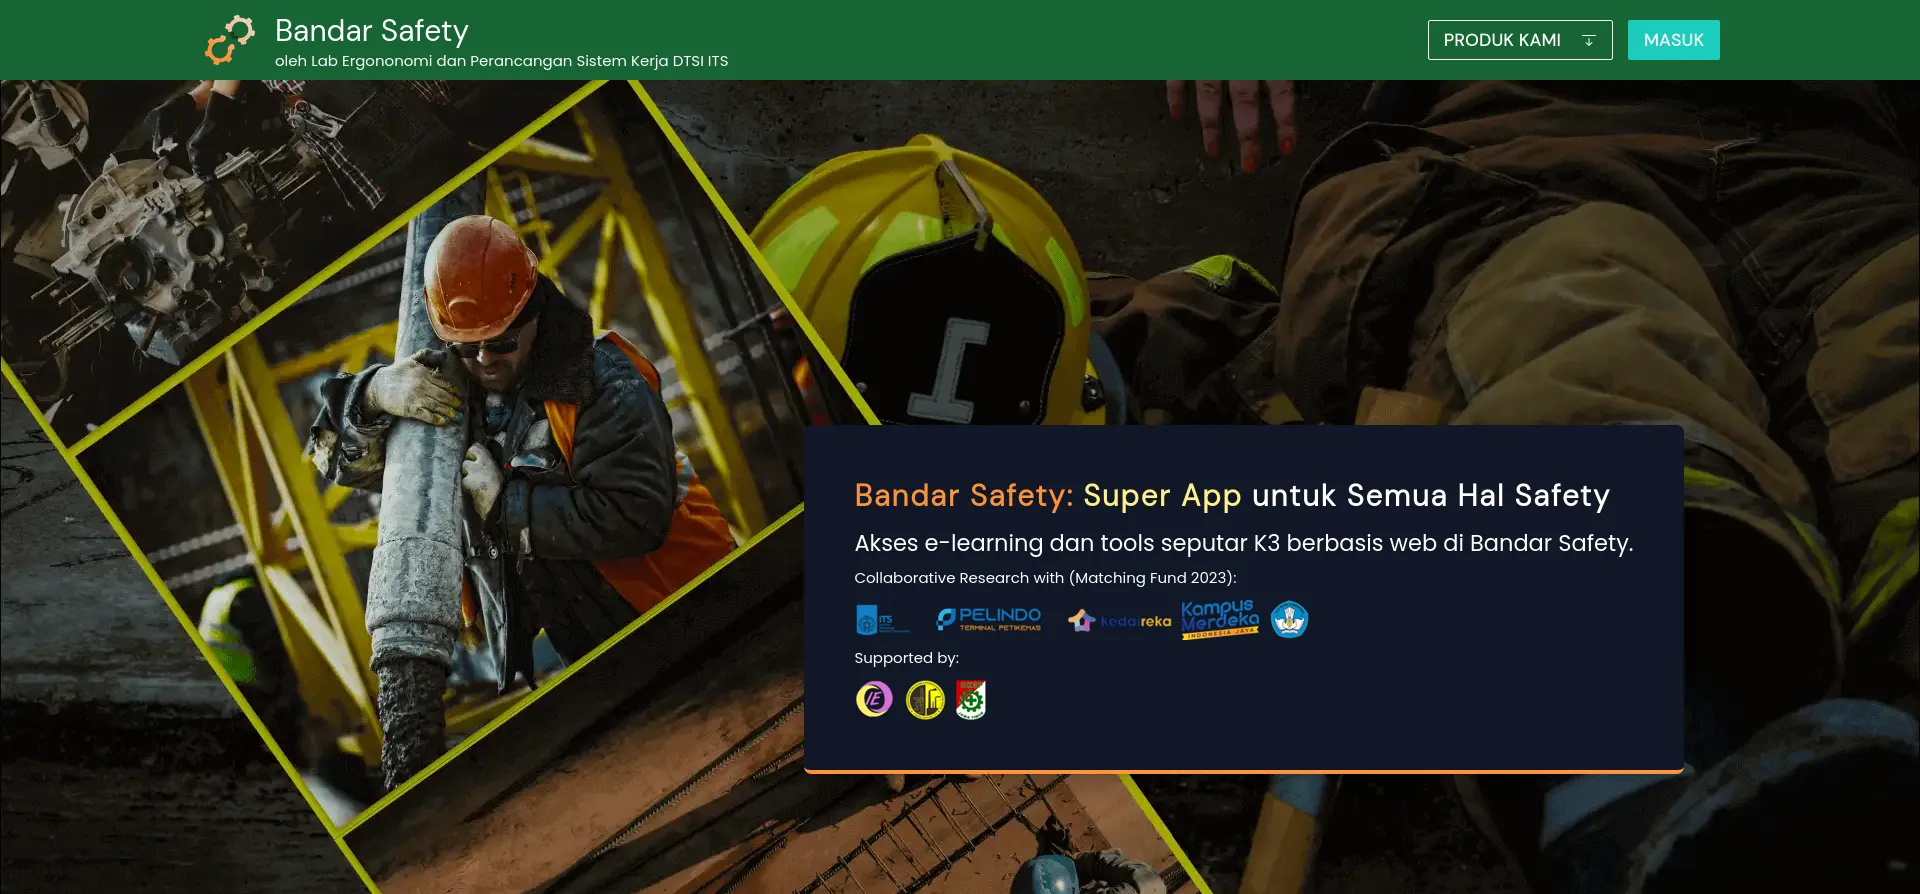 Bandar Safety
oleh Lab Ergononomi dan Perancangan Sistem Kerja DTSI ITS
PRODUK KAMI
MASUK
Bandar Safety: Super App untuk Semua Hal Safety
Akses e-learning dan tools seputar K3 berbasis web di Bandar Safety.
Collaborative Research with (Matching Fund 2023):
ITS
PELINDO
TERMINAL PETIKEMAS
kedaireka
Kampus
Merdeka
INDONESIA JAYA
Supported by:
IE